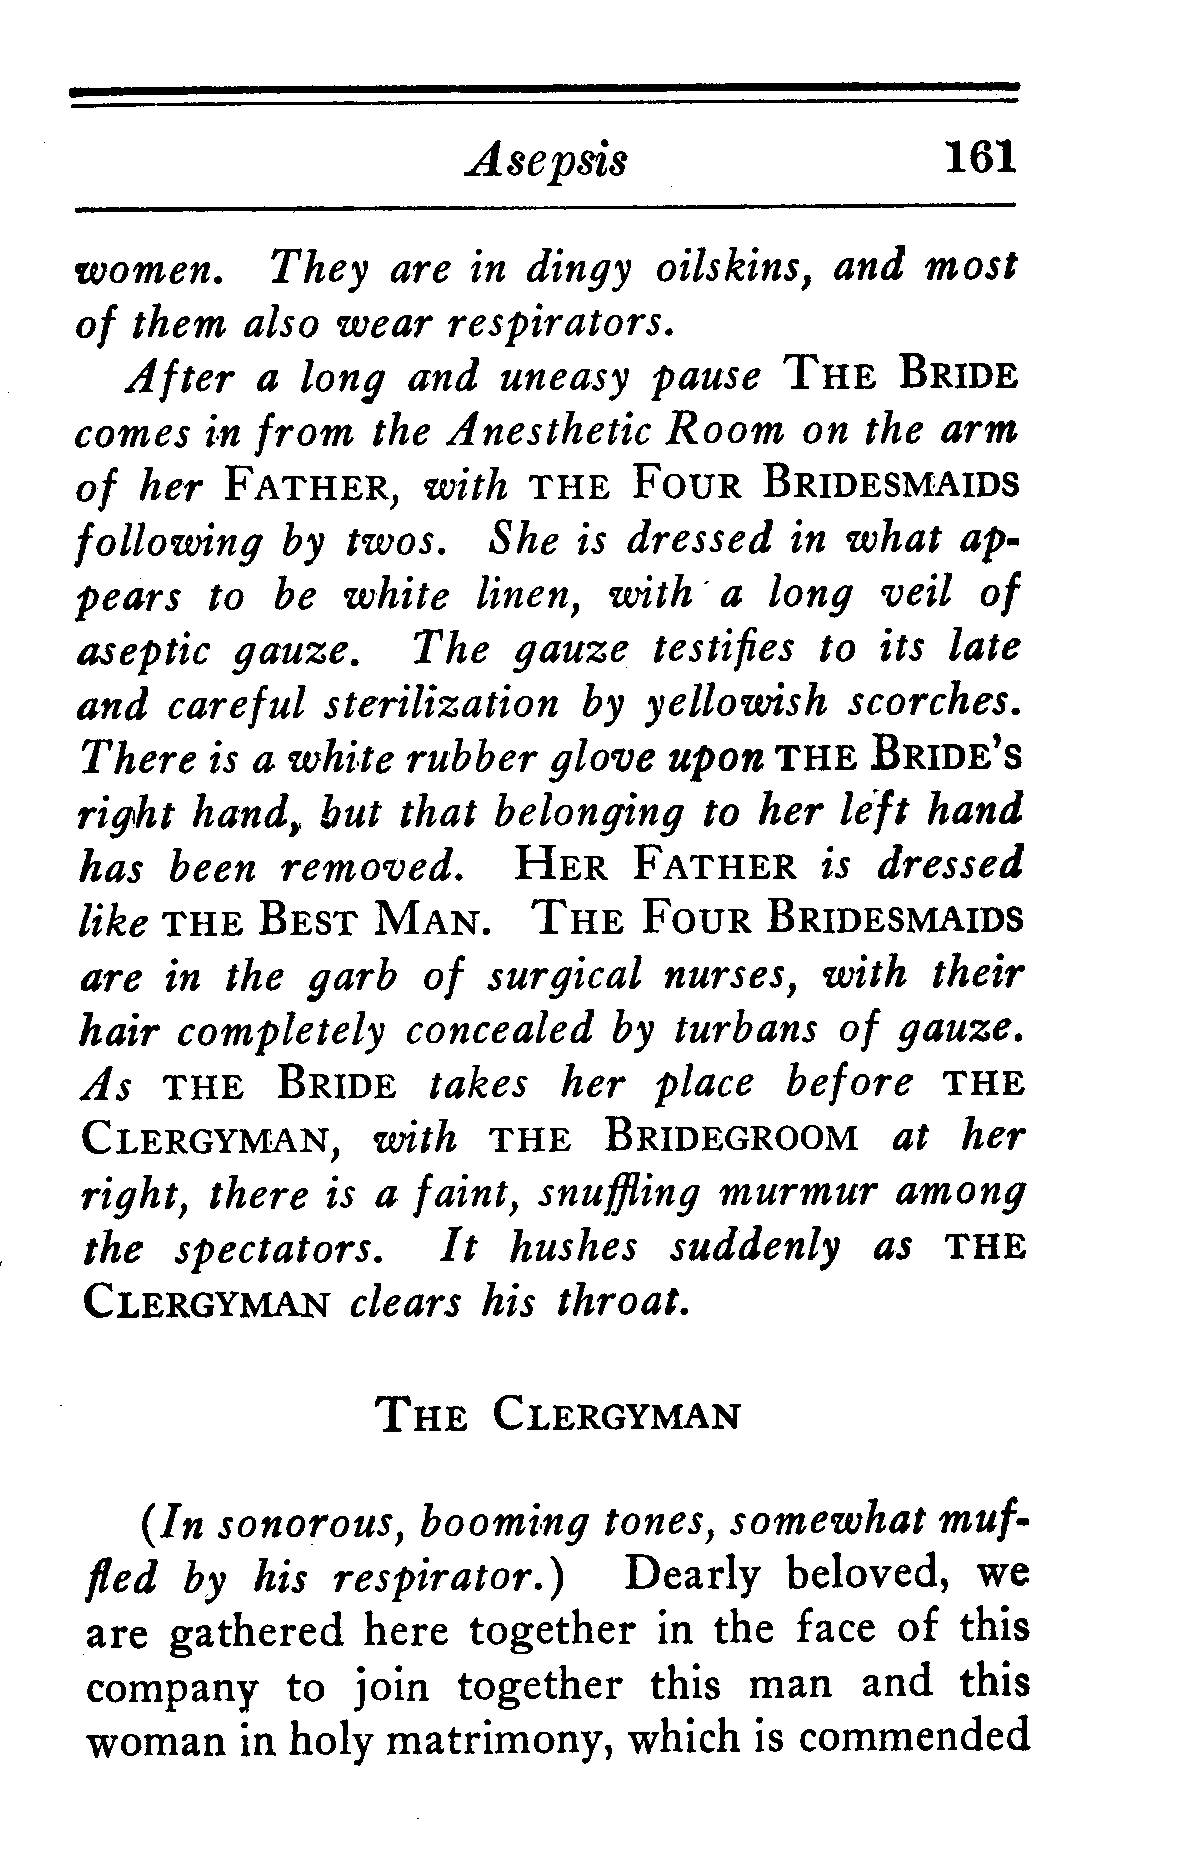 Asepsis 161
women. They are in dingy oilskins, and most
of them also wear respirators.
After a long and uneasy pause THE BRIDE
comes in from the Anesthetic Room on the arm
of her FATHER, with THE FOUR BRIDESMAIDS
following by twos. She is dressed in what ap-
pears to be white linen, with a long veil of
aseptic gauze. The gauze testifies to its late
and careful sterilization by yellowish scorches.
There is a white rubber glove upon THE BRIDE'S
right hand, but that belonging to her left hand
has been removed. HER FATHER is dressed
like THE BEST MAN. THE FOUR BRIDESMAIDS
are in the garb of surgical nurses, with their
hair completely concealed by turbans of gauze.
As THE BRIDE takes her place before THE
CLERGYMAN, with THE BRIDEGROOM at her
right, there is a faint, snuffling murmur among
the spectators. It hushes suddenly as THE
CLERGYMAN clears his throat.
THE CLERGYMAN
(In sonorous, booming tones, somewhat muf-
fled by his respirator.) Dearly beloved, we
are gathered here together in the face of this
company to join together this man and this
woman in holy matrimony, which is commended